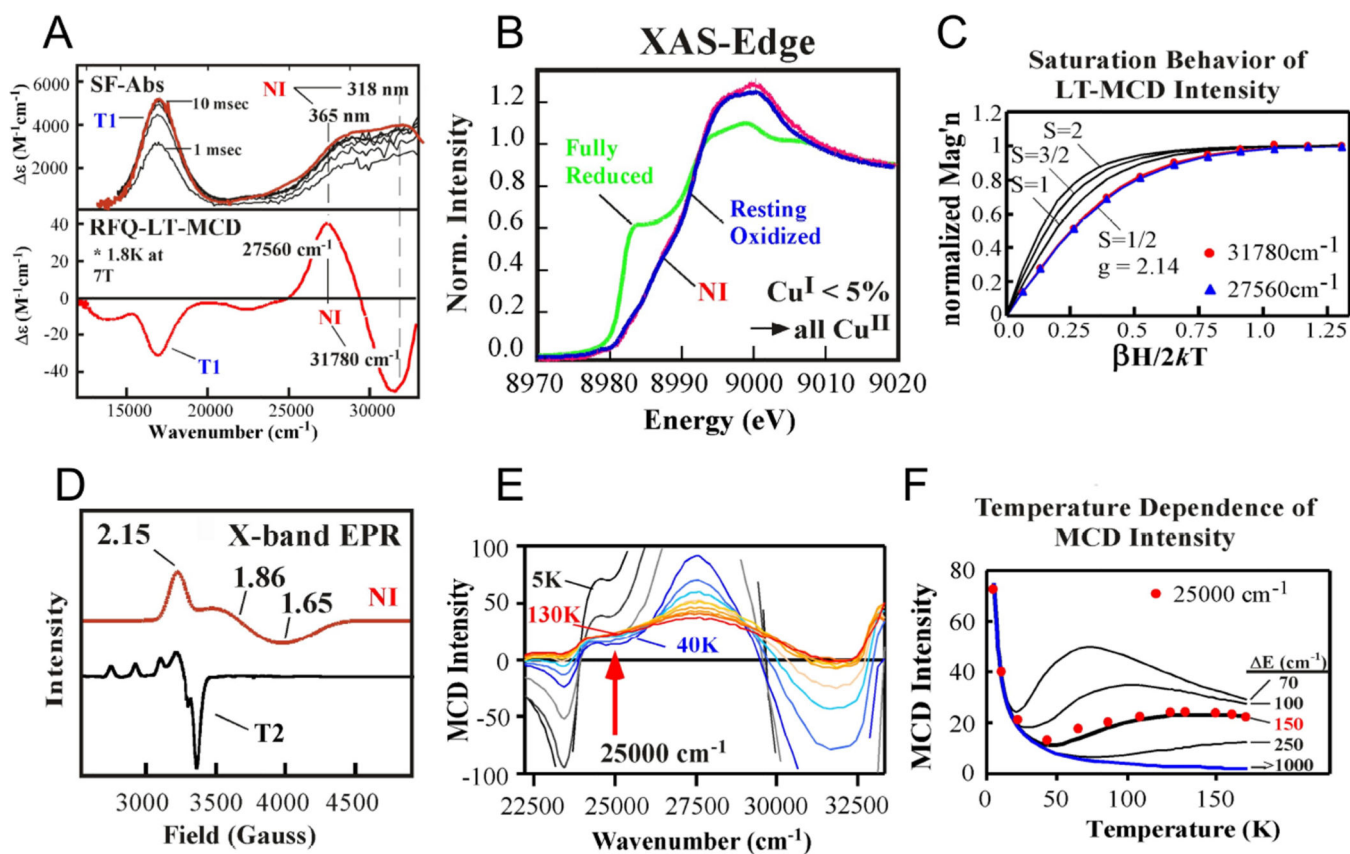 A
SF-Abs
NI
318 nm
365 nm
T1
10 msec
1 msec
6000
4000
2000
0
Δε (M⁻¹cm⁻¹)
RFQ-LT-MCD
* 1.8K at
7T
27560 cm⁻¹
NI
31780 cm⁻¹
T1
40
20
0
-20
-40
Δε (M⁻¹cm⁻¹)
15000 20000 25000 30000
Wavenumber (cm⁻¹)
B
XAS-Edge
Fully
Reduced
Resting
Oxidized
NI
Cuᴵ < 5%
→ all Cuᴵᴵ
1.2
1.0
0.8
0.6
0.4
0.2
0.0
Norm. Intensity
8970 8980 8990 9000 9010 9020
Energy (eV)
C
Saturation Behavior of
LT-MCD Intensity
S=2
S=3/2
S=1
S=1/2
g = 2.14
31780cm⁻¹
27560cm⁻¹
1.2
1
0.8
0.6
0.4
0.2
0
normalized Mag'n
0.0 0.25 0.50 0.75 1.0 1.25
βH/2kT
D
X-band EPR
2.15
1.86
1.65
NI
T2
Intensity
3000 3500 4000 4500
Field (Gauss)
E
5K
130K
40K
25000 cm⁻¹
100
50
0
-50
-100
MCD Intensity
22500 25000 27500 30000 32500
Wavenumber (cm⁻¹)
F
Temperature Dependence of
MCD Intensity
25000 cm⁻¹
ΔE (cm⁻¹)
70
100
150
250
>1000
80
60
40
20
0
MCD Intensity
0 50 100 150
Temperature (K)